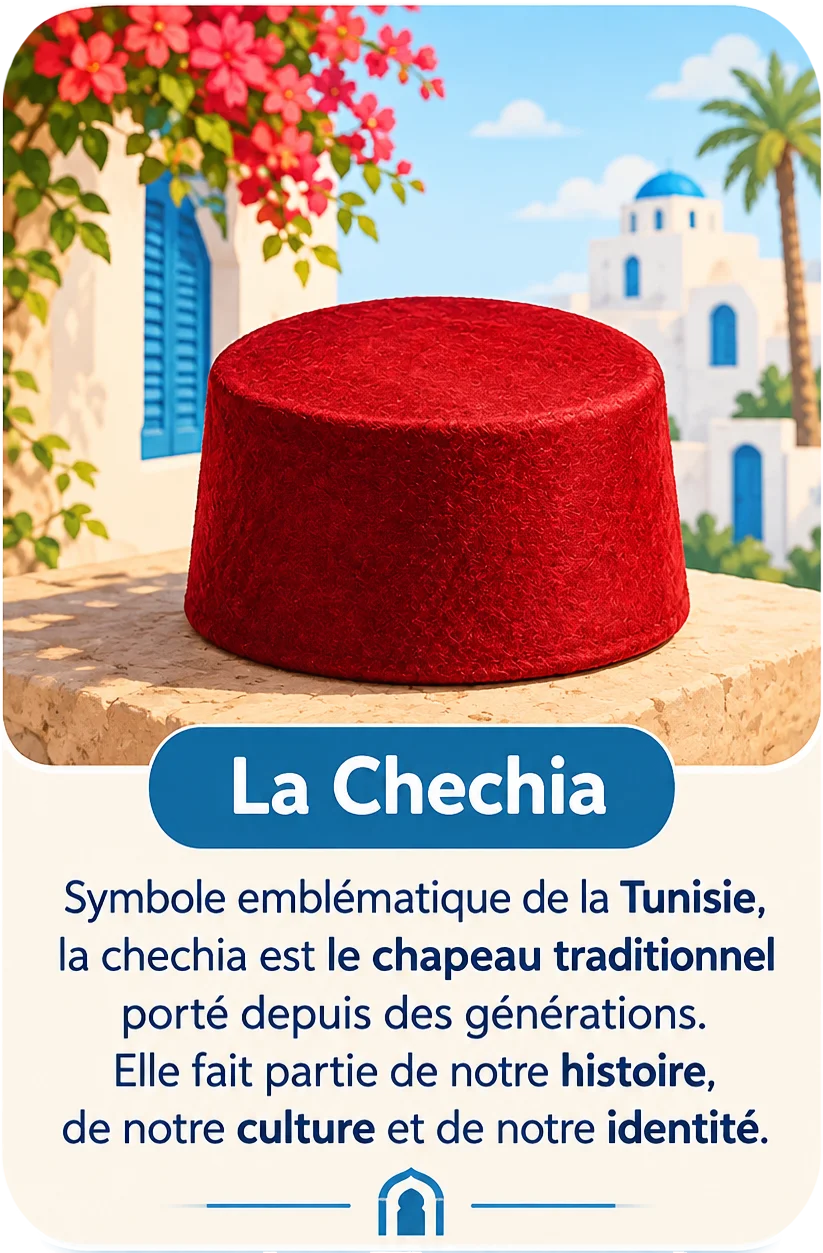 La Chechia
Symbole emblématique de la Tunisie,
la chechia est le chapeau traditionnel
porté depuis des générations.
Elle fait partie de notre histoire,
de notre culture et de notre identité.